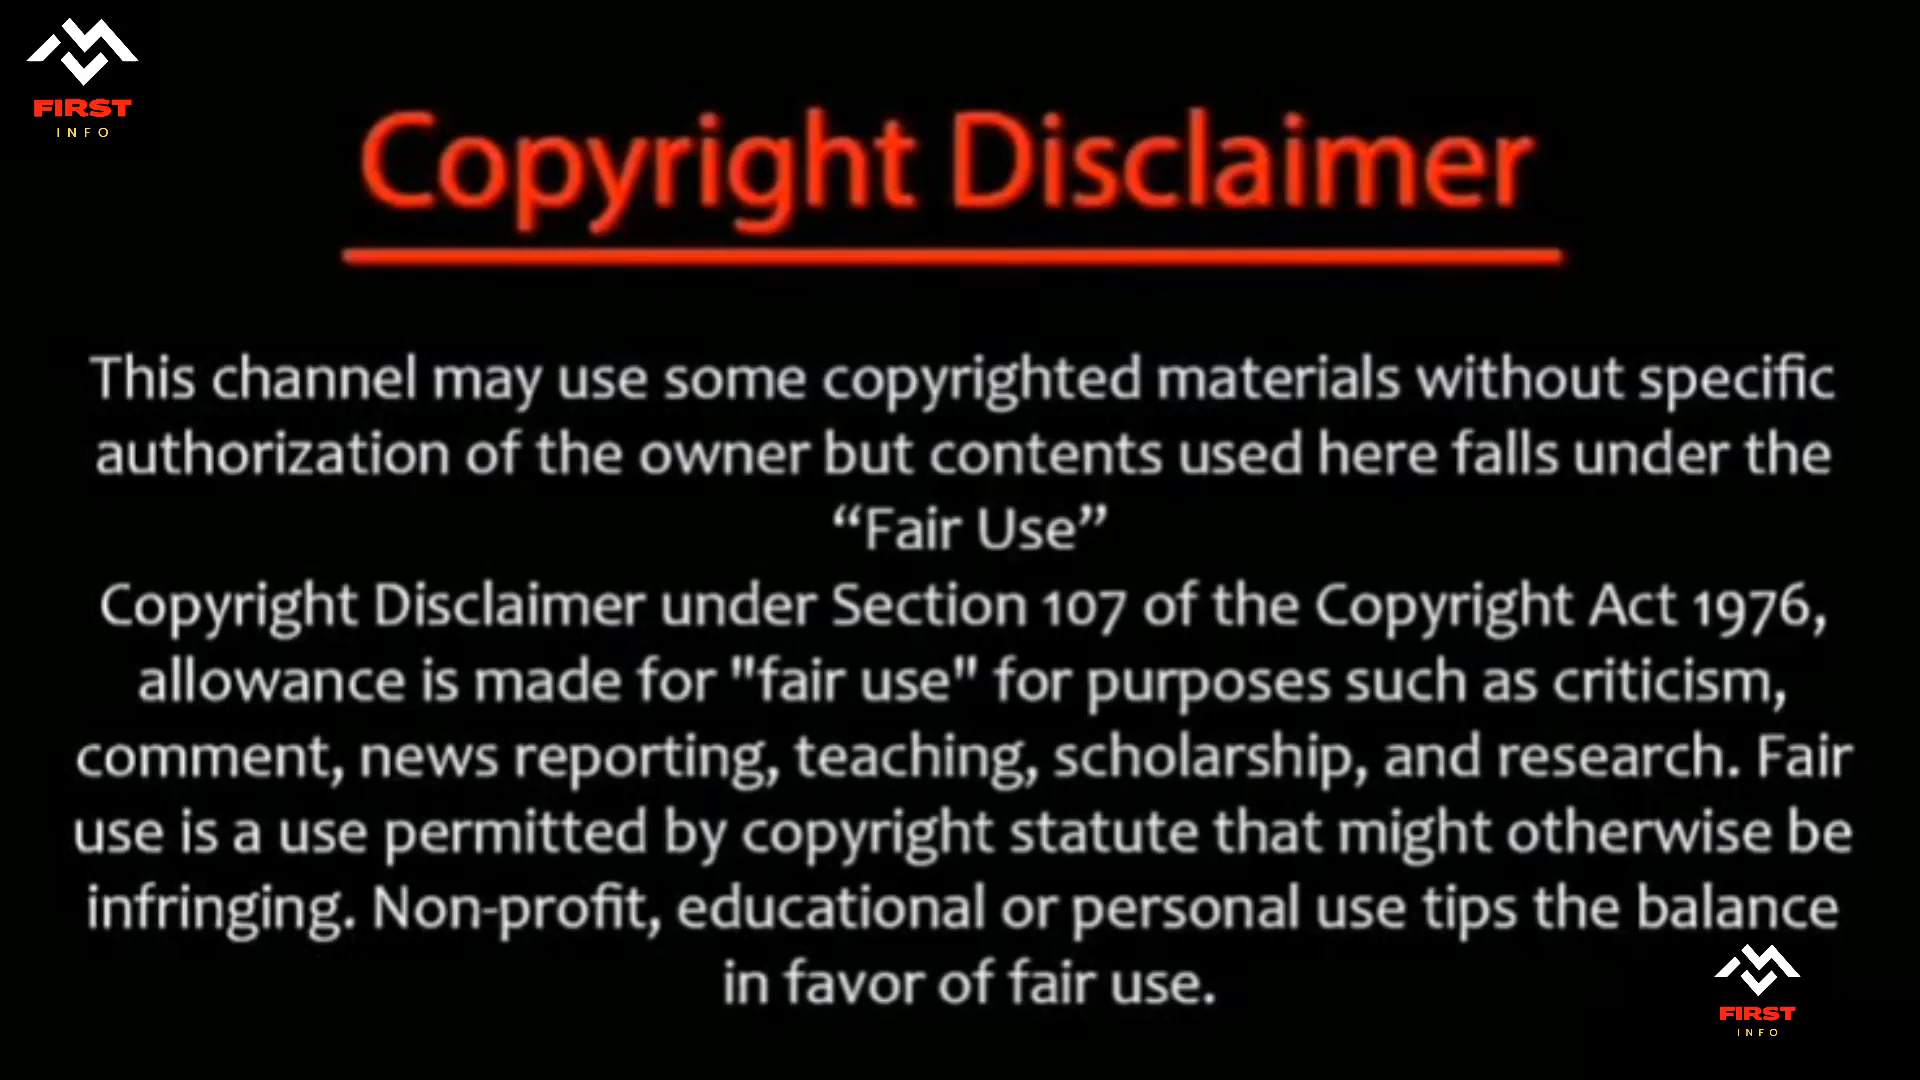 FIRST
INFO
Copyright Disclaimer
This channel may use some copyrighted materials without specific
authorization of the owner but contents used here falls under the
“Fair Use”
Copyright Disclaimer under Section 107 of the Copyright Act 1976,
allowance is made for "fair use" for purposes such as criticism,
comment, news reporting, teaching, scholarship, and research. Fair
use is a use permitted by copyright statute that might otherwise be
infringing. Non-profit, educational or personal use tips the balance
in favor of fair use.
FIRST
INFO